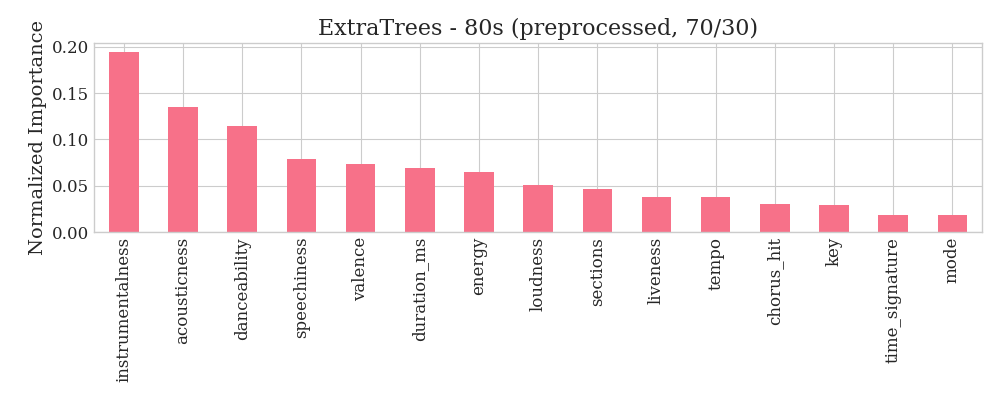 ExtraTrees - 80s (preprocessed, 70/30)
Normalized Importance
0.20
0.15
0.10
0.05
0.00
instrumentalness
acousticness
danceability
speechiness
valence
duration_ms
energy
loudness
sections
liveness
tempo
chorus_hit
key
time_signature
mode